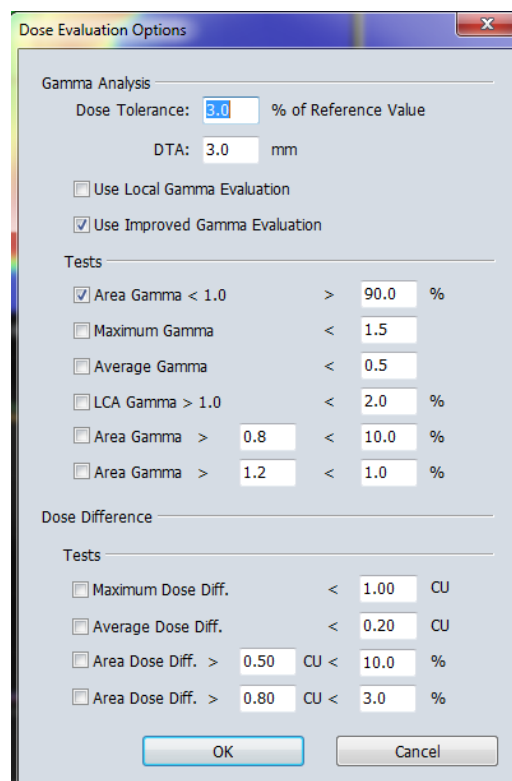 Dose Evaluation Options
Gamma Analysis
Dose Tolerance: 3.0 % of Reference Value
DTA: 3.0 mm
Use Local Gamma Evaluation
Use Improved Gamma Evaluation
Tests
Area Gamma < 1.0 > 90.0 %
Maximum Gamma < 1.5
Average Gamma < 0.5
LCA Gamma > 1.0 < 2.0 %
Area Gamma > 0.8 < 10.0 %
Area Gamma > 1.2 < 1.0 %
Dose Difference
Tests
Maximum Dose Diff. < 1.00 CU
Average Dose Diff. < 0.20 CU
Area Dose Diff. > 0.50 CU < 10.0 %
Area Dose Diff. > 0.80 CU < 3.0 %
OK Cancel